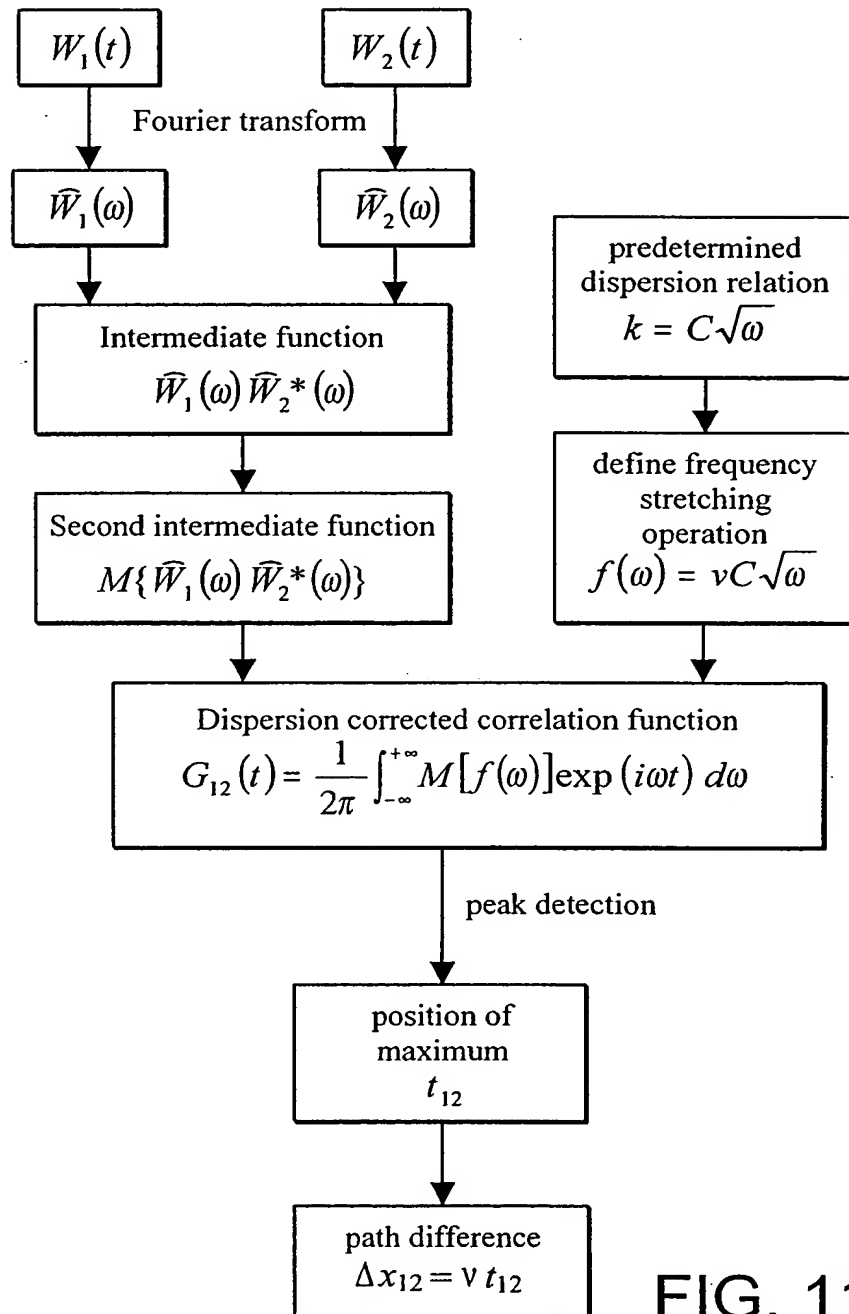 W₁(t) W₂(t)
Fourier transform
Ŵ₁(ω) Ŵ₂(ω)
predetermined
dispersion relation
k = C√ω
Intermediate function
Ŵ₁(ω) Ŵ₂*(ω)
define frequency
stretching
operation
f(ω) = vC√ω
Second intermediate function
M{Ŵ₁(ω) Ŵ₂*(ω)}
Dispersion corrected correlation function
G₁₂(t) = 1/2π ∫₋∞⁺∞ M[f(ω)]exp (iωt) dω
peak detection
position of
maximum
t₁₂
path difference
Δx₁₂ = v t₁₂
FIG. 11